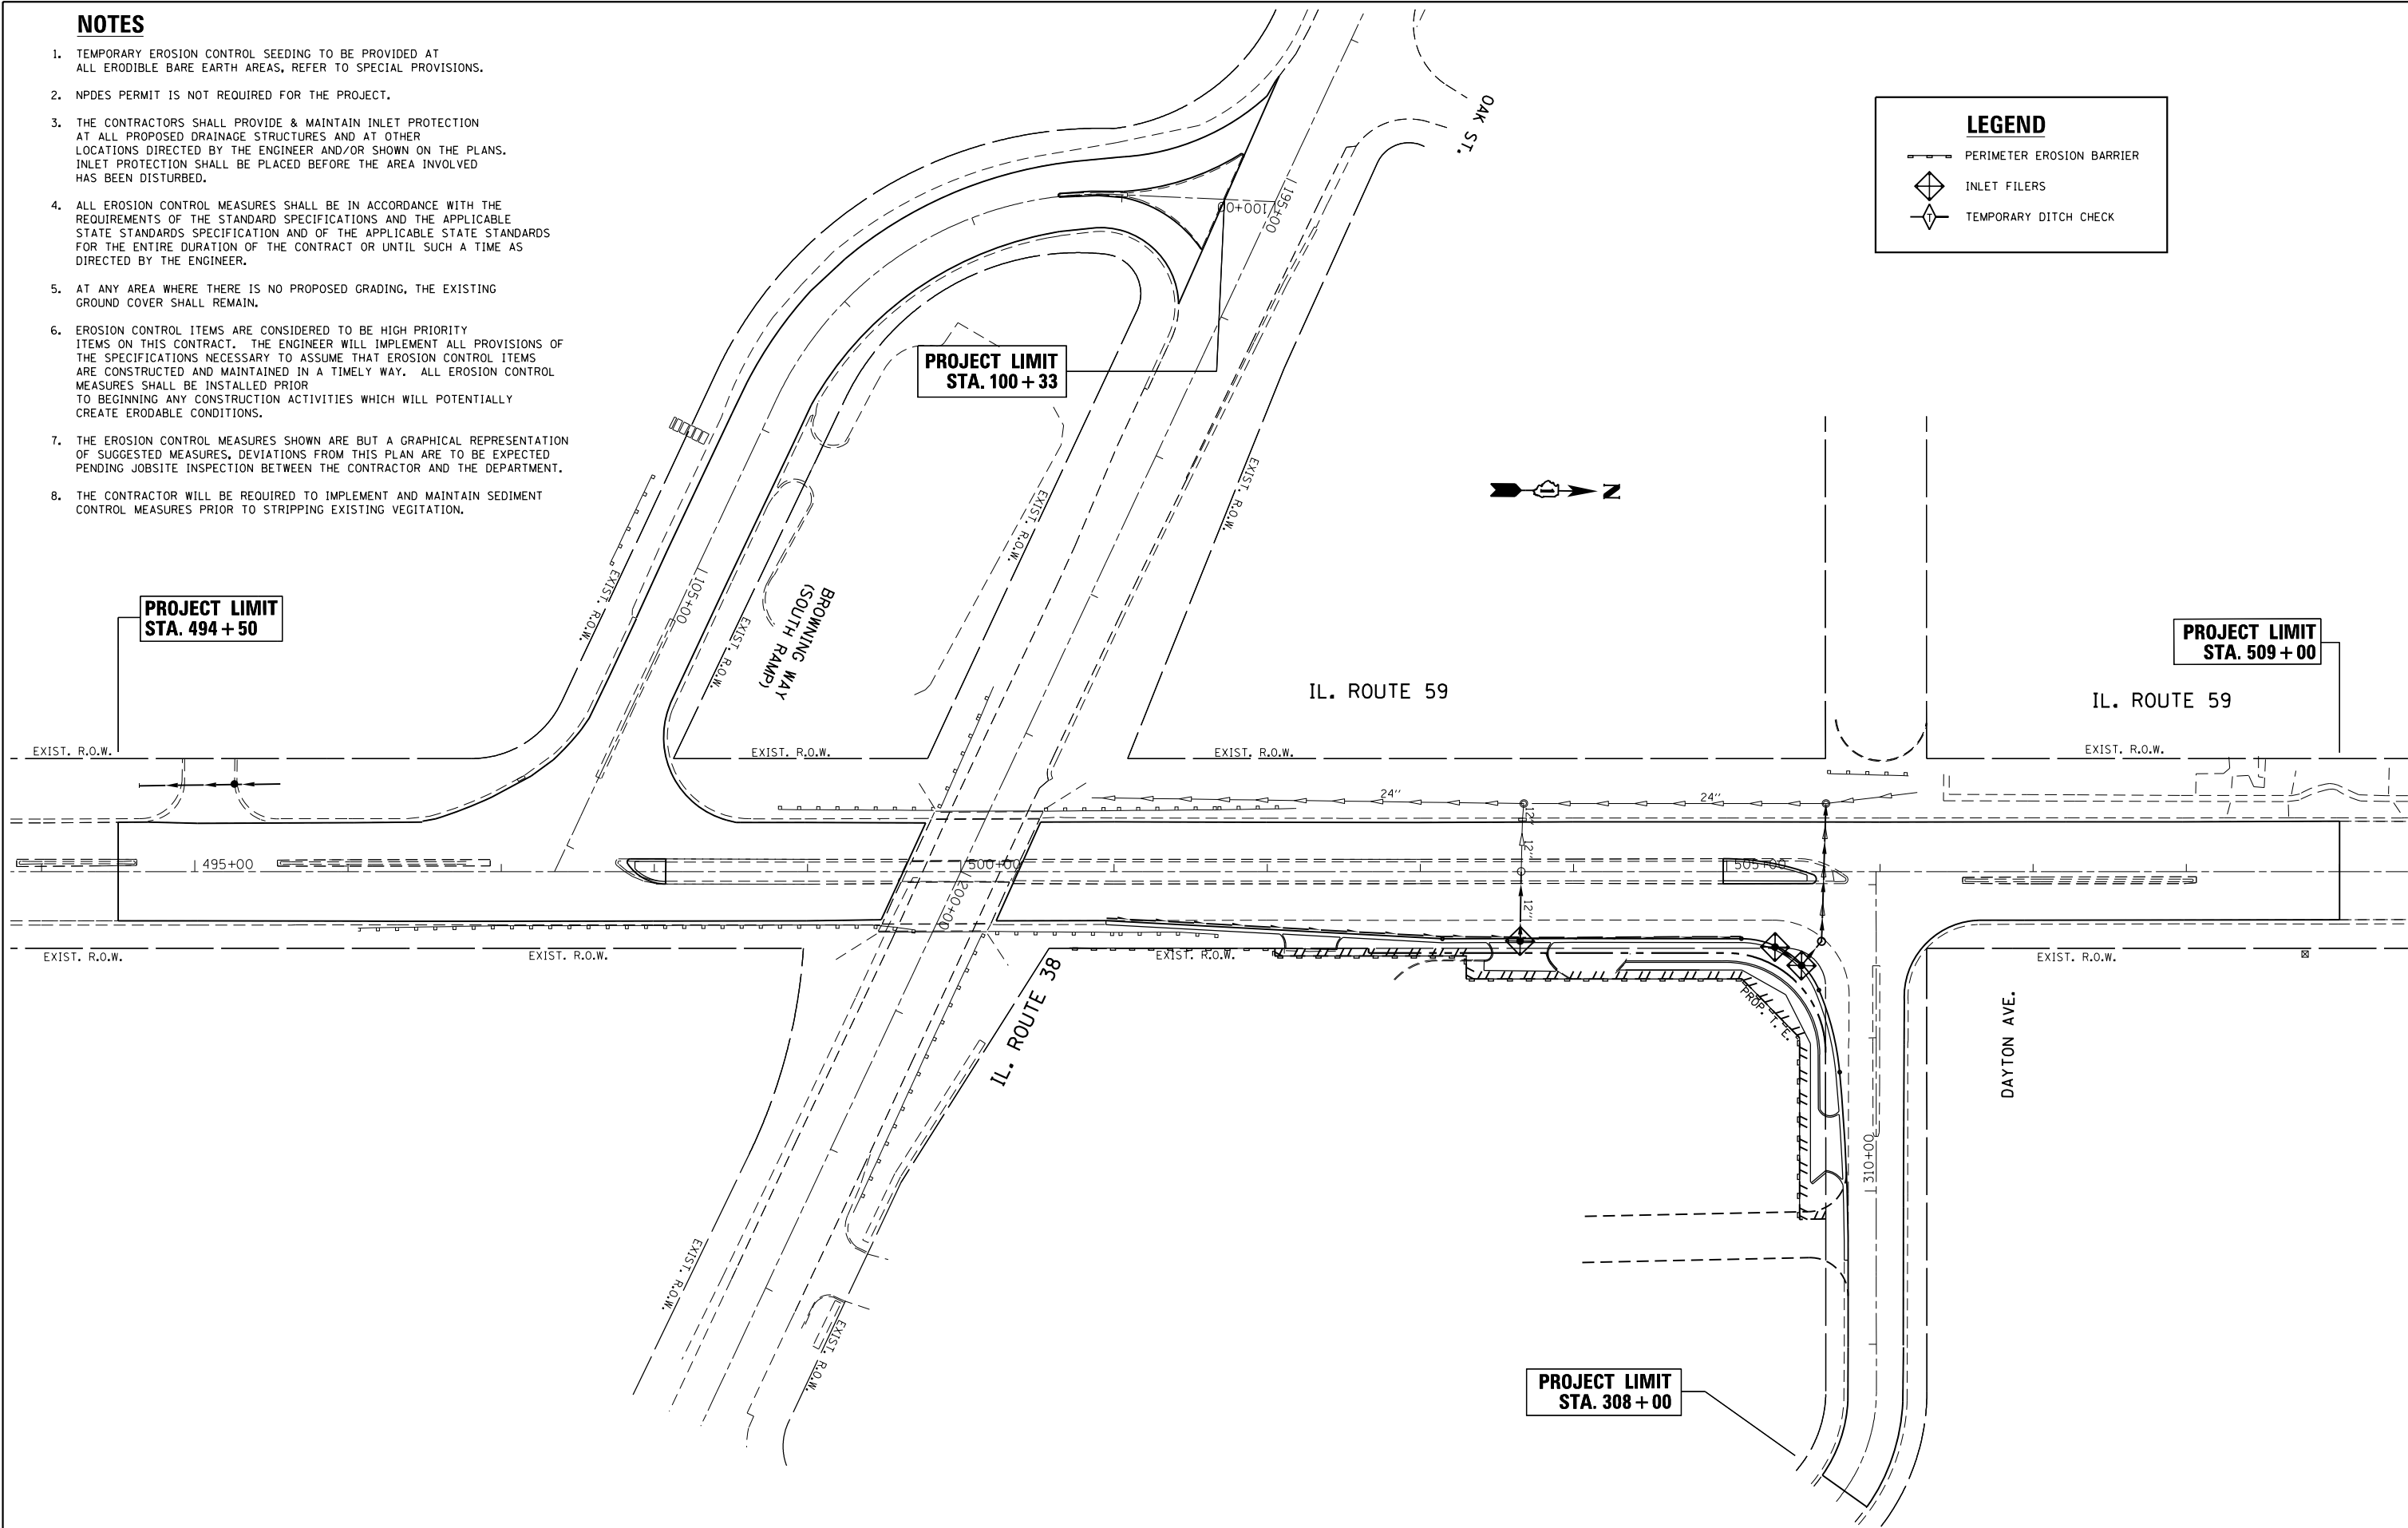 NOTES
1. TEMPORARY EROSION CONTROL SEEDING TO BE PROVIDED AT
ALL ERODIBLE BARE EARTH AREAS, REFER TO SPECIAL PROVISIONS.
2. NPDES PERMIT IS NOT REQUIRED FOR THE PROJECT.
3. THE CONTRACTORS SHALL PROVIDE & MAINTAIN INLET PROTECTION
AT ALL PROPOSED DRAINAGE STRUCTURES AND AT OTHER
LOCATIONS DIRECTED BY THE ENGINEER AND/OR SHOWN ON THE PLANS.
INLET PROTECTION SHALL BE PLACED BEFORE THE AREA INVOLVED
HAS BEEN DISTURBED.
4. ALL EROSION CONTROL MEASURES SHALL BE IN ACCORDANCE WITH THE
REQUIREMENTS OF THE STANDARD SPECIFICATIONS AND THE APPLICABLE
STATE STANDARDS SPECIFICATION AND OF THE APPLICABLE STATE STANDARDS
FOR THE ENTIRE DURATION OF THE CONTRACT OR UNTIL SUCH A TIME AS
DIRECTED BY THE ENGINEER.
5. AT ANY AREA WHERE THERE IS NO PROPOSED GRADING, THE EXISTING
GROUND COVER SHALL REMAIN.
6. EROSION CONTROL ITEMS ARE CONSIDERED TO BE HIGH PRIORITY
ITEMS ON THIS CONTRACT. THE ENGINEER WILL IMPLEMENT ALL PROVISIONS OF
THE SPECIFICATIONS NECESSARY TO ASSUME THAT EROSION CONTROL ITEMS
ARE CONSTRUCTED AND MAINTAINED IN A TIMELY WAY. ALL EROSION CONTROL
MEASURES SHALL BE INSTALLED PRIOR
TO BEGINNING ANY CONSTRUCTION ACTIVITIES WHICH WILL POTENTIALLY
CREATE ERODABLE CONDITIONS.
7. THE EROSION CONTROL MEASURES SHOWN ARE BUT A GRAPHICAL REPRESENTATION
OF SUGGESTED MEASURES, DEVIATIONS FROM THIS PLAN ARE TO BE EXPECTED
PENDING JOBSITE INSPECTION BETWEEN THE CONTRACTOR AND THE DEPARTMENT.
8. THE CONTRACTOR WILL BE REQUIRED TO IMPLEMENT AND MAINTAIN SEDIMENT
CONTROL MEASURES PRIOR TO STRIPPING EXISTING VEGITATION.
LEGEND
PERIMETER EROSION BARRIER
INLET FILERS
T
TEMPORARY DITCH CHECK
OAK ST.
195+00
100+00
PROJECT LIMIT
STA. 100+33
EXIST. R.O.W.
EXIST. R.O.W.
N
105+00
EXIST. R.O.W.
EXIST. R.O.W.
BROWNING WAY
(SOUTH RAMP)
PROJECT LIMIT
STA. 494+50
PROJECT LIMIT
STA. 509+00
IL. ROUTE 59
IL. ROUTE 59
EXIST. R.O.W.
EXIST. R.O.W.
EXIST. R.O.W.
EXIST. R.O.W.
24"
24"
12"
12"
12"
495+00
500+00
505+00
200+00
EXIST. R.O.W.
EXIST. R.O.W.
EXIST. R.O.W.
EXIST. R.O.W.
PROP. T. E.
IL. ROUTE 38
DAYTON AVE.
310+00
EXIST. R.O.W.
EXIST. R.O.W.
PROJECT LIMIT
STA. 308+00